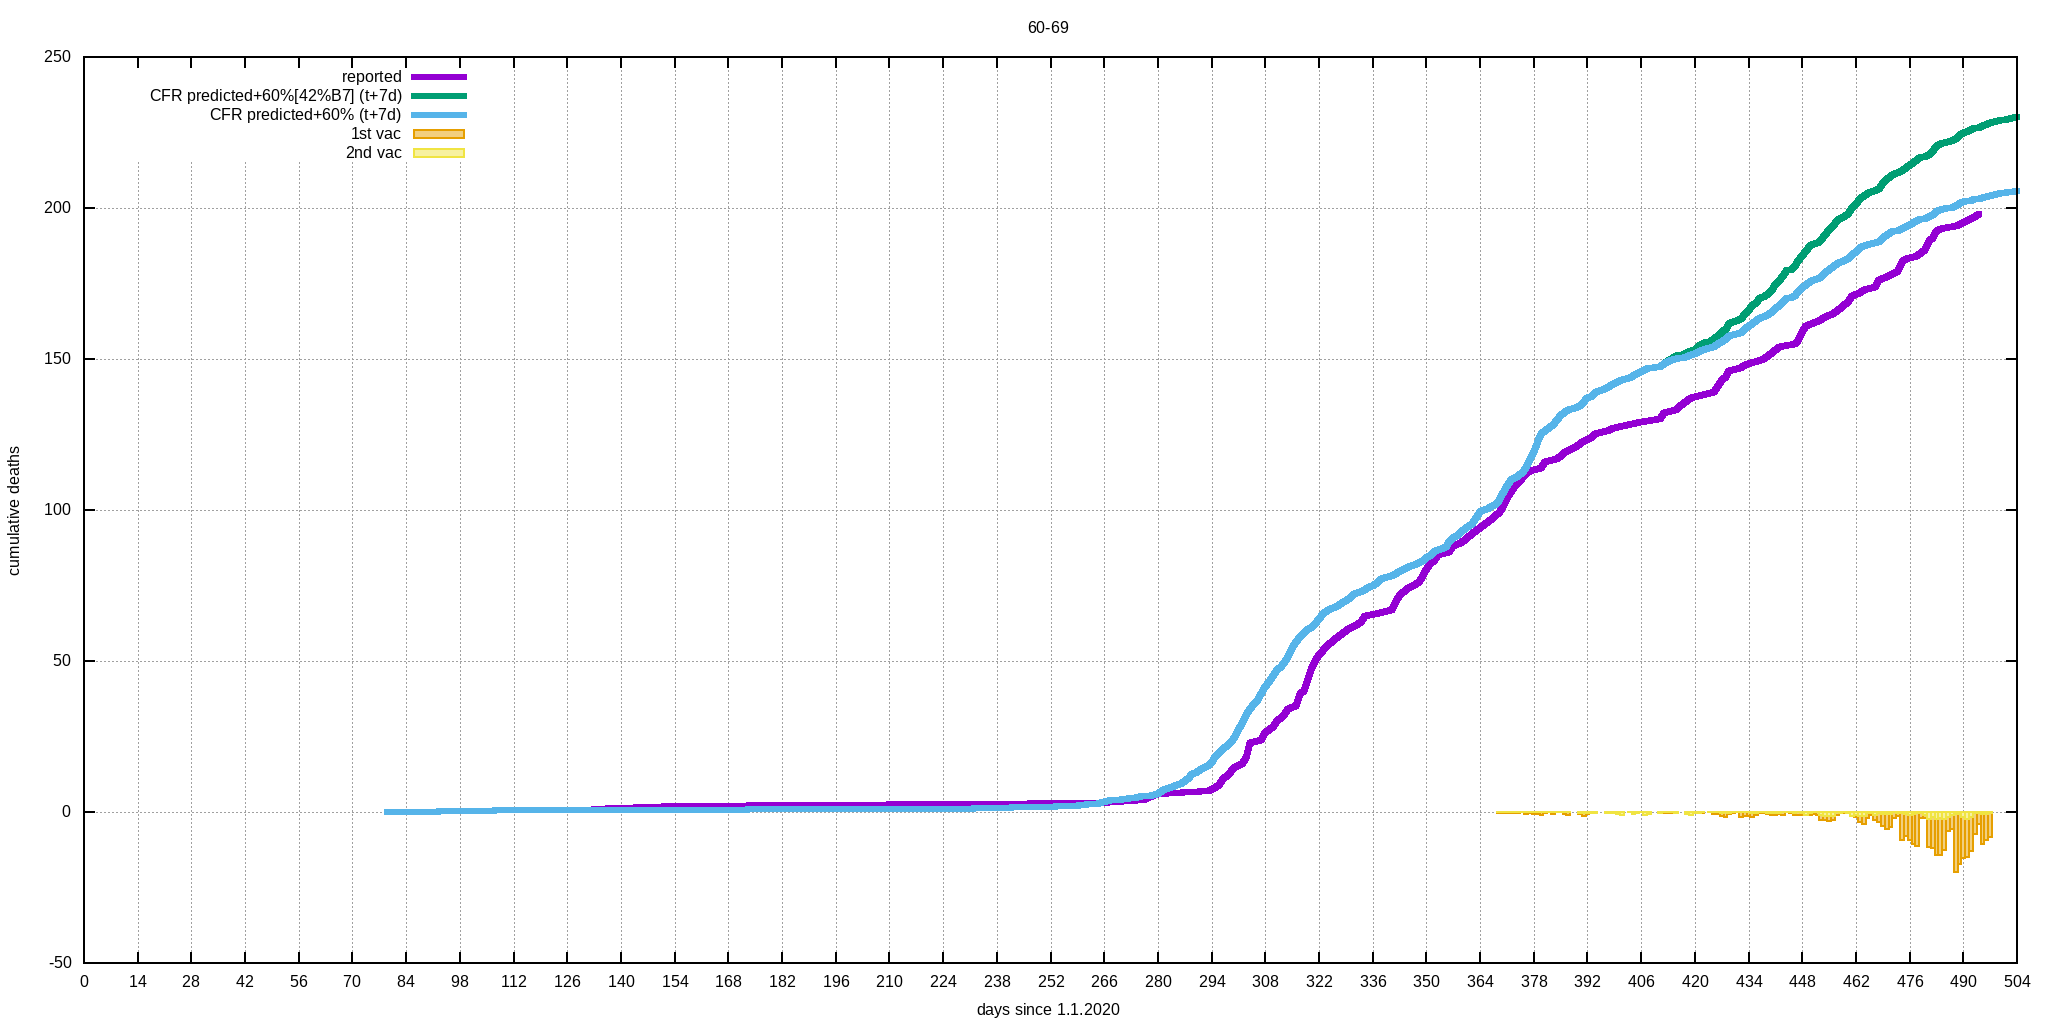 60-69
250
200
150
100
50
0
-50
cumulative deaths
reported
CFR predicted+60%[42%B7] (t+7d)
CFR predicted+60% (t+7d)
1st vac
2nd vac
0 14 28 42 56 70 84 98 112 126 140 154 168 182 196 210 224 238 252 266 280 294 308 322 336 350 364 378 392 406 420 434 448 462 476 490 504
days since 1.1.2020